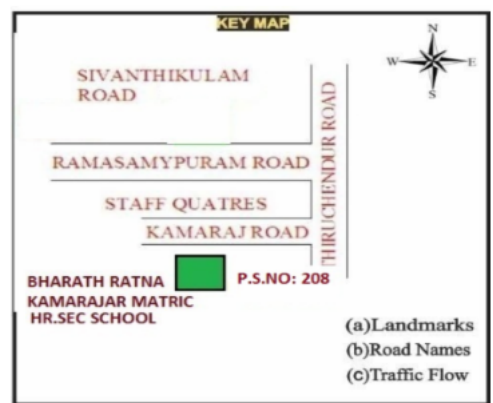 KEY MAP
N
W E
S
SIVANTHIKULAM
ROAD
THIRUCHENDUR ROAD
RAMASAMYPURAM ROAD
STAFF QUATRES
KAMARAJ ROAD
BHARATH RATNA
KAMARAJAR MATRIC
HR.SEC SCHOOL
P.S.NO: 208
(a)Landmarks
(b)Road Names
(c)Traffic Flow